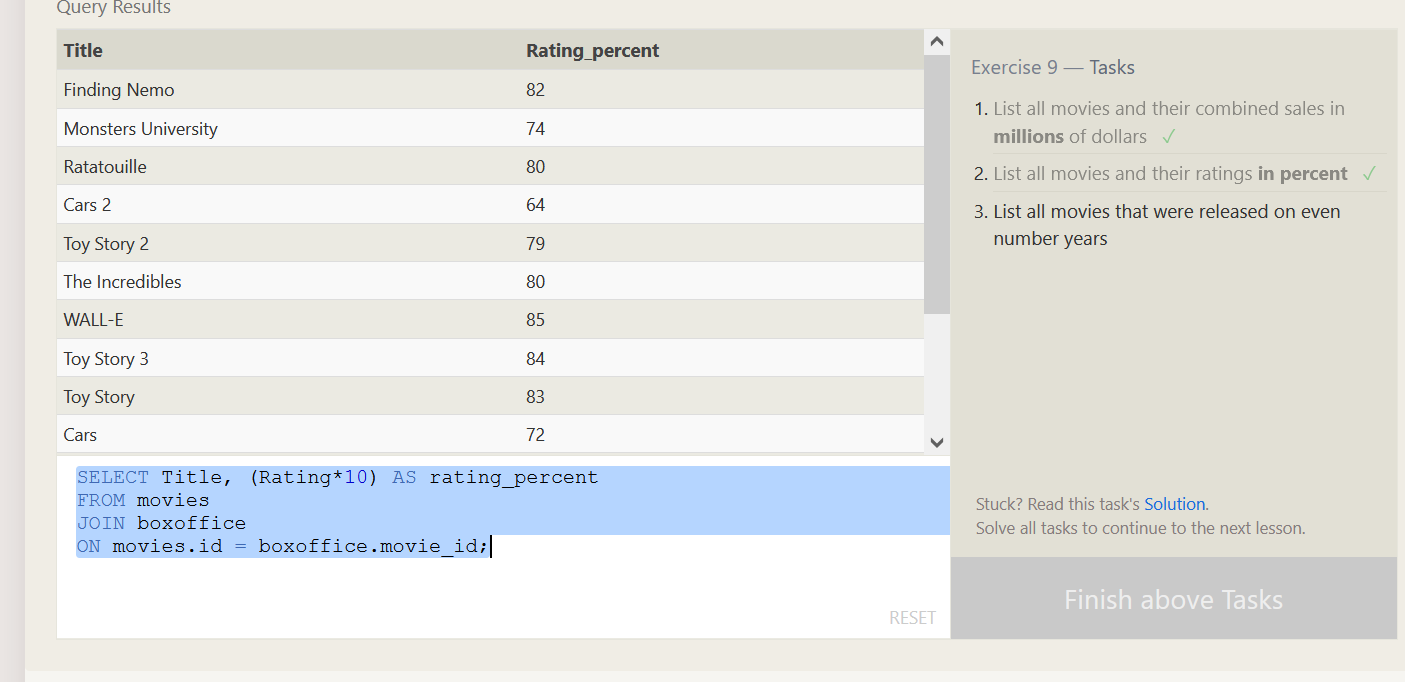 Query Results
Title Rating_percent
Finding Nemo 82
Monsters University 74
Ratatouille 80
Cars 2 64
Toy Story 2 79
The Incredibles 80
WALL-E 85
Toy Story 3 84
Toy Story 83
Cars 72
SELECT Title, (Rating*10) AS rating_percent
FROM movies
JOIN boxoffice
ON movies.id = boxoffice.movie_id;
RESET
Exercise 9 — Tasks
1. List all movies and their combined sales in
millions of dollars ✓
2. List all movies and their ratings in percent ✓
3. List all movies that were released on even
number years
Stuck? Read this task's Solution.
Solve all tasks to continue to the next lesson.
Finish above Tasks